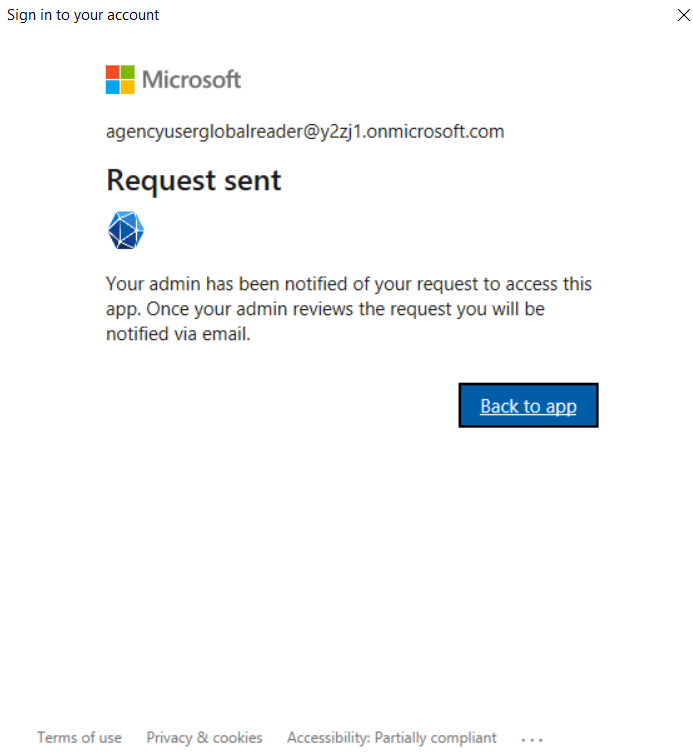 Sign in to your account
Microsoft
agencyuserglobalreader@y2zj1.onmicrosoft.com
Request sent
Your admin has been notified of your request to access this
app. Once your admin reviews the request you will be
notified via email.
Back to app
Terms of use Privacy & cookies Accessibility: Partially compliant ...